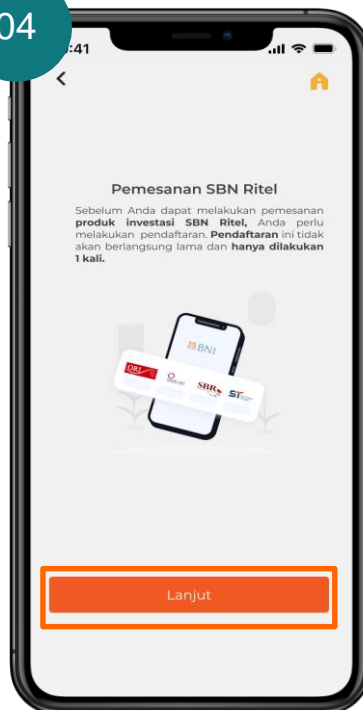 04
:41
Pemesanan SBN Ritel
Sebelum Anda dapat melakukan pemesanan
produk investasi SBN Ritel, Anda perlu
melakukan pendaftaran. Pendaftaran ini tidak
akan berlangsung lama dan hanya dilakukan
1 kali.
BNI
ORI
SBR
ST
Lanjut